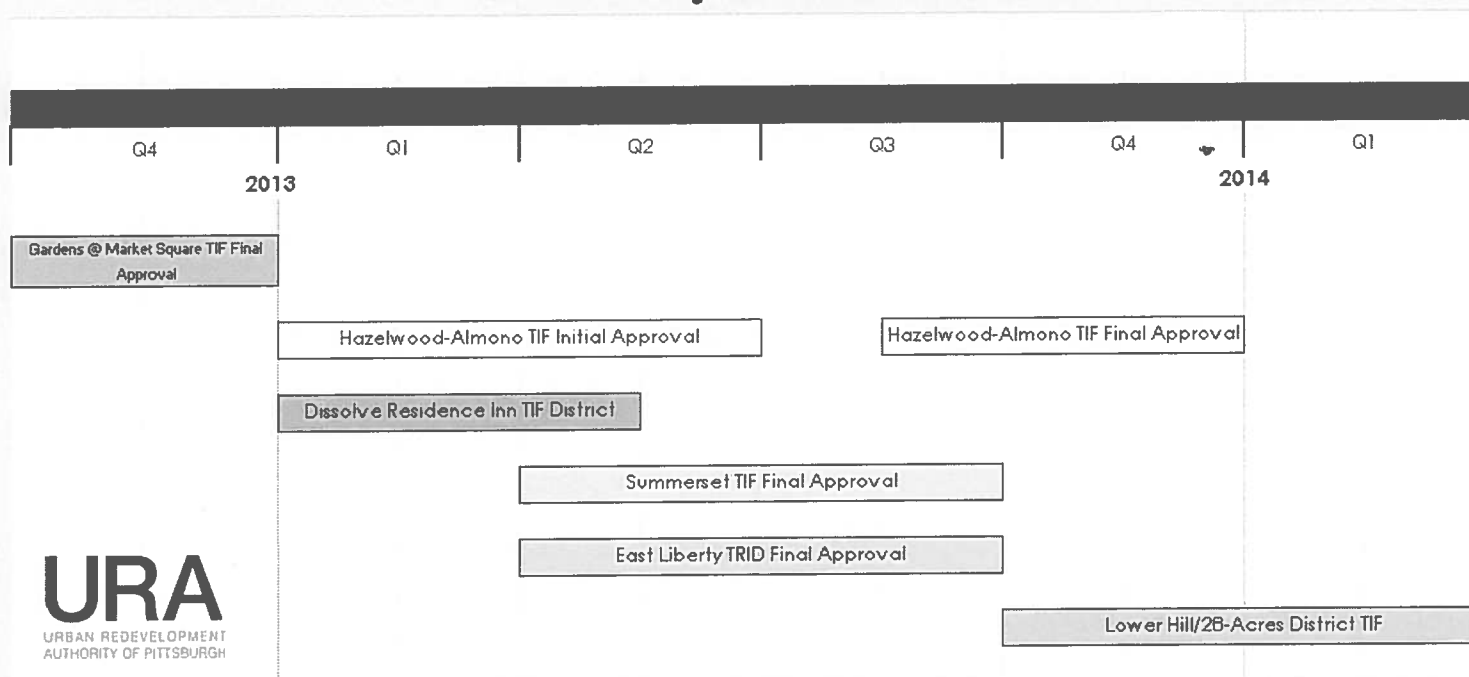 Q4 Q1 Q2 Q3 Q4 Q1
2013 2014
Gardens @ Market Square TIF Final
Approval
Hazelwood-Almono TIF Initial Approval Hazelwood-Almono TIF Final Approval
Dissolve Residence Inn TIF District
Summerset TIF Final Approval
East Liberty TRID Final Approval
Lower Hill/28-Acres District TIF
URA
URBAN REDEVELOPMENT
AUTHORITY OF PITTSBURGH